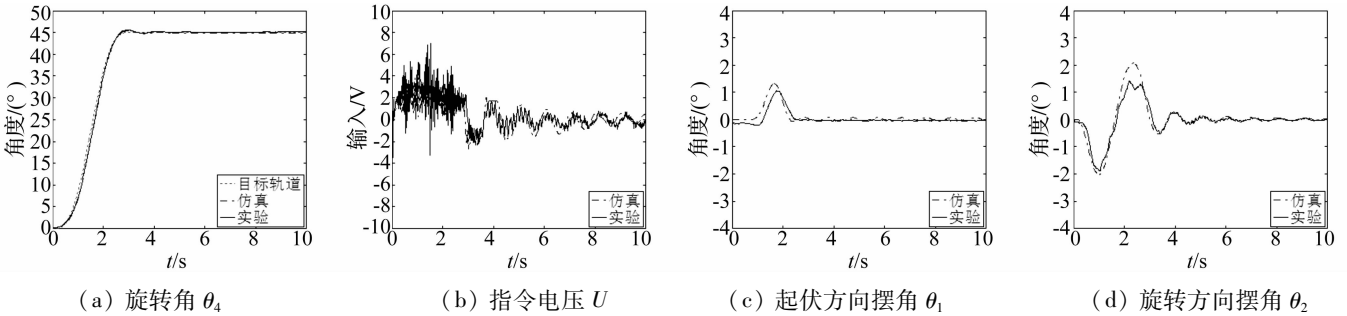 50
45
40
35
30
25
20
15
10
5
0
角度/(°)
0 2 4 6 8 10
t/s
目标轨道
仿真
实验
(a) 旋转角 θ4
10
8
6
4
2
0
-2
-4
-6
-8
-10
输入/V
0 2 4 6 8 10
t/s
仿真
实验
(b) 指令电压 U
4
3
2
1
0
-1
-2
-3
-4
角度/(°)
0 2 4 6 8 10
t/s
仿真
实验
(c) 起伏方向摆角 θ1
4
3
2
1
0
-1
-2
-3
-4
角度/(°)
0 2 4 6 8 10
t/s
仿真
实验
(d) 旋转方向摆角 θ2